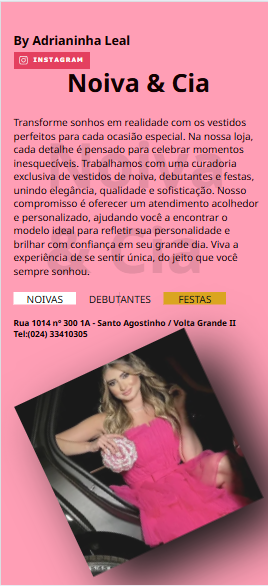 By Adrianinha Leal
INSTAGRAM
Noiva & Cia
Transforme sonhos em realidade com os vestidos
perfeitos para cada ocasião especial. Na nossa loja,
cada detalhe é pensado para celebrar momentos
inesquecíveis. Trabalhamos com uma curadoria
exclusiva de vestidos de noiva, debutantes e festas,
unindo elegância, qualidade e sofisticação. Nosso
compromisso é oferecer um atendimento acolhedor
e personalizado, ajudando você a encontrar o
modelo ideal para refletir sua personalidade e
brilhar com confiança em seu grande dia. Viva a
experiência de se sentir única, do jeito que você
sempre sonhou.
Noiva
& Cia
NOIVAS DEBUTANTES FESTAS
Rua 1014 nº 300 1A - Santo Agostinho / Volta Grande II
Tel:(024) 33410305